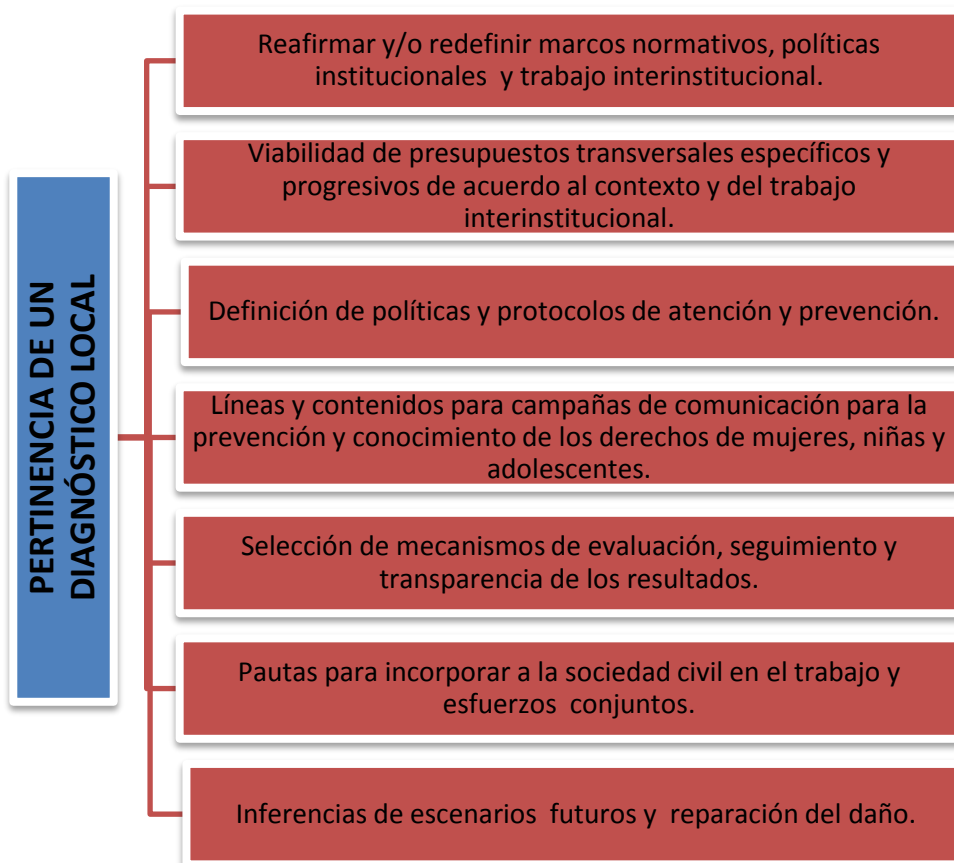 PERTINENCIA DE UN
DIAGNÓSTICO LOCAL
Reafirmar y/o redefinir marcos normativos, políticas
institucionales y trabajo interinstitucional.
Viabilidad de presupuestos transversales específicos y
progresivos de acuerdo al contexto y del trabajo
interinstitucional.
Definición de políticas y protocolos de atención y prevención.
Líneas y contenidos para campañas de comunicación para la
prevención y conocimiento de los derechos de mujeres, niñas y
adolescentes.
Selección de mecanismos de evaluación, seguimiento y
transparencia de los resultados.
Pautas para incorporar a la sociedad civil en el trabajo y
esfuerzos conjuntos.
Inferencias de escenarios futuros y reparación del daño.